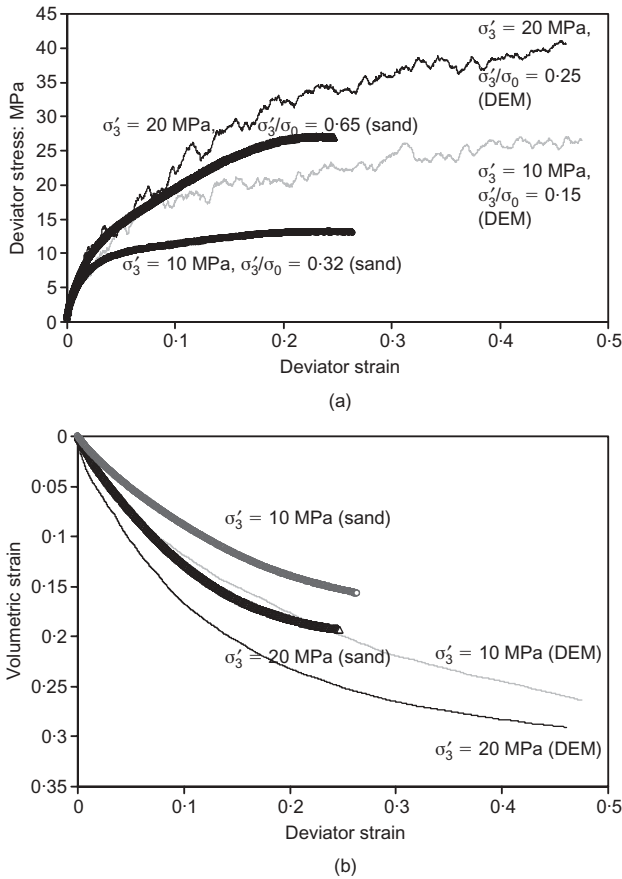 45
40
35
30
25
20
15
10
5
0
Deviator stress: MPa
σ′₃ = 20 MPa,
σ′₃/σ₀ = 0·25
(DEM)
σ′₃ = 20 MPa, σ′₃/σ₀ = 0·65 (sand)
σ′₃ = 10 MPa,
σ′₃/σ₀ = 0·15
(DEM)
σ′₃ = 10 MPa, σ′₃/σ₀ = 0·32 (sand)
0 0·1 0·2 0·3 0·4 0·5
Deviator strain
(a)
0
0·05
0·1
0·15
0·2
0·25
0·3
0·35
Volumetric strain
σ′₃ = 10 MPa (sand)
σ′₃ = 20 MPa (sand)
σ′₃ = 10 MPa (DEM)
σ′₃ = 20 MPa (DEM)
0 0·1 0·2 0·3 0·4 0·5
Deviator strain
(b)